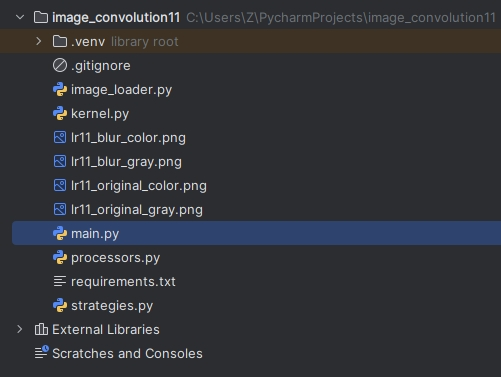 image_convolution11 C:\Users\Z\PycharmProjects\image_convolution11
.venv library root
.gitignore
image_loader.py
kernel.py
lr11_blur_color.png
lr11_blur_gray.png
lr11_original_color.png
lr11_original_gray.png
main.py
processors.py
requirements.txt
strategies.py
External Libraries
Scratches and Consoles